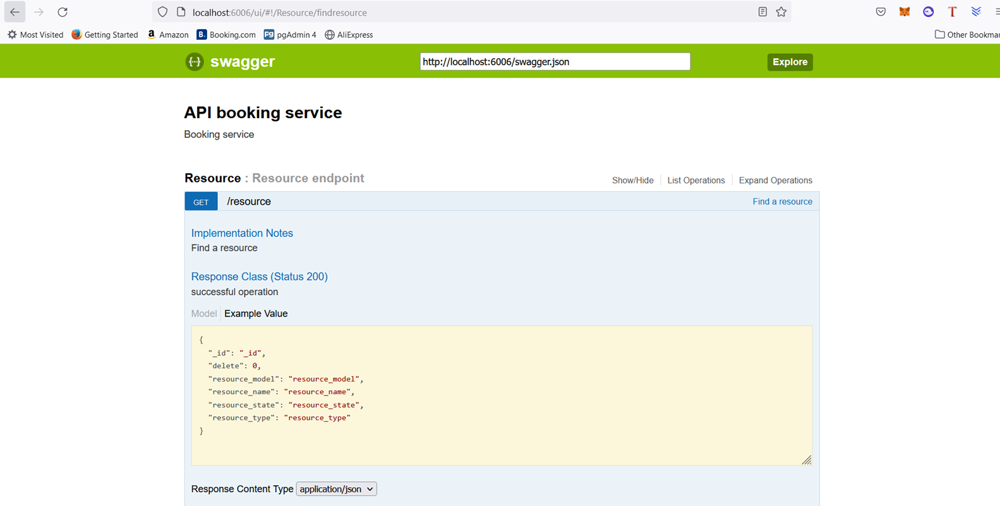 localhost:6006/ui/#!/Resource/findresource
Most Visited Getting Started a Amazon B. Booking.com pg pgAdmin 4 AliExpress Other Bookmar
{···} swagger http://localhost:6006/swagger.json Explore
API booking service
Booking service
Resource : Resource endpoint Show/Hide List Operations Expand Operations
GET /resource Find a resource
Implementation Notes
Find a resource
Response Class (Status 200)
successful operation
Model Example Value
{
"_id": "_id",
"delete": 0,
"resource_model": "resource_model",
"resource_name": "resource_name",
"resource_state": "resource_state",
"resource_type": "resource_type"
}
Response Content Type application/json